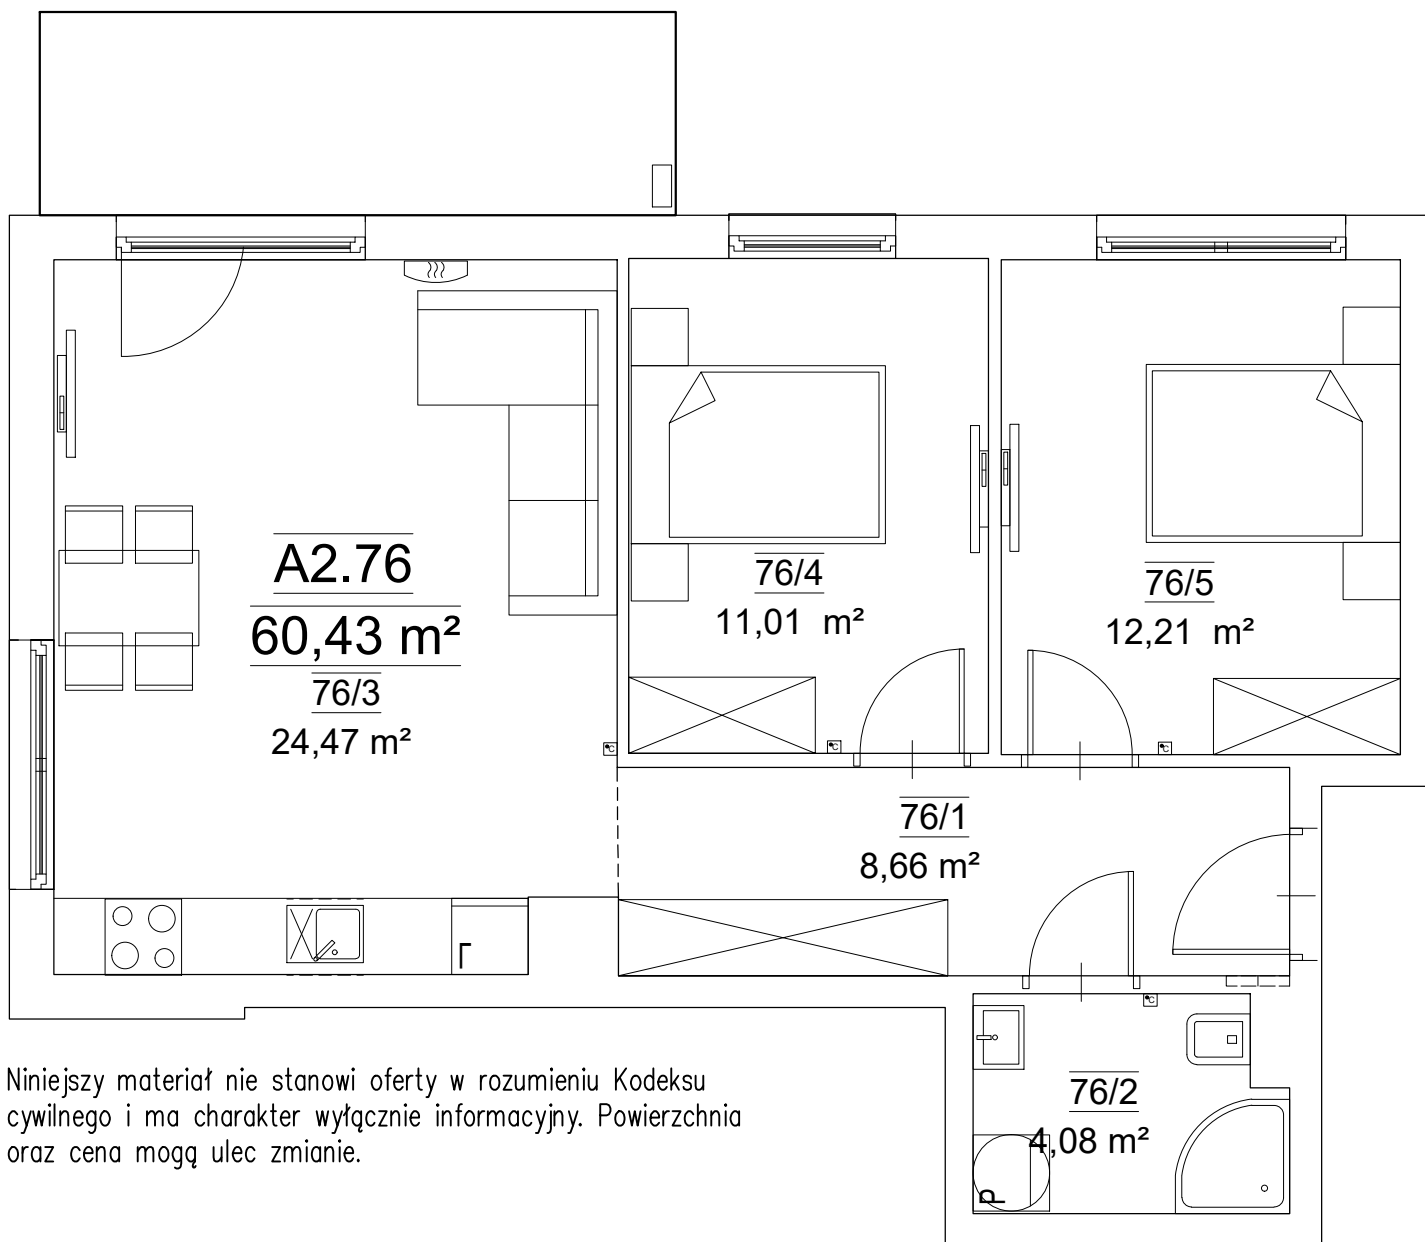 A2.76
60,43 m²
76/3
24,47 m²
76/4
11,01 m²
76/5
12,21 m²
76/1
8,66 m²
76/2
4,08 m²
P
Niniejszy materiał nie stanowi oferty w rozumieniu Kodeksu
cywilnego i ma charakter wyłącznie informacyjny. Powierzchnia
oraz cena mogą ulec zmianie.